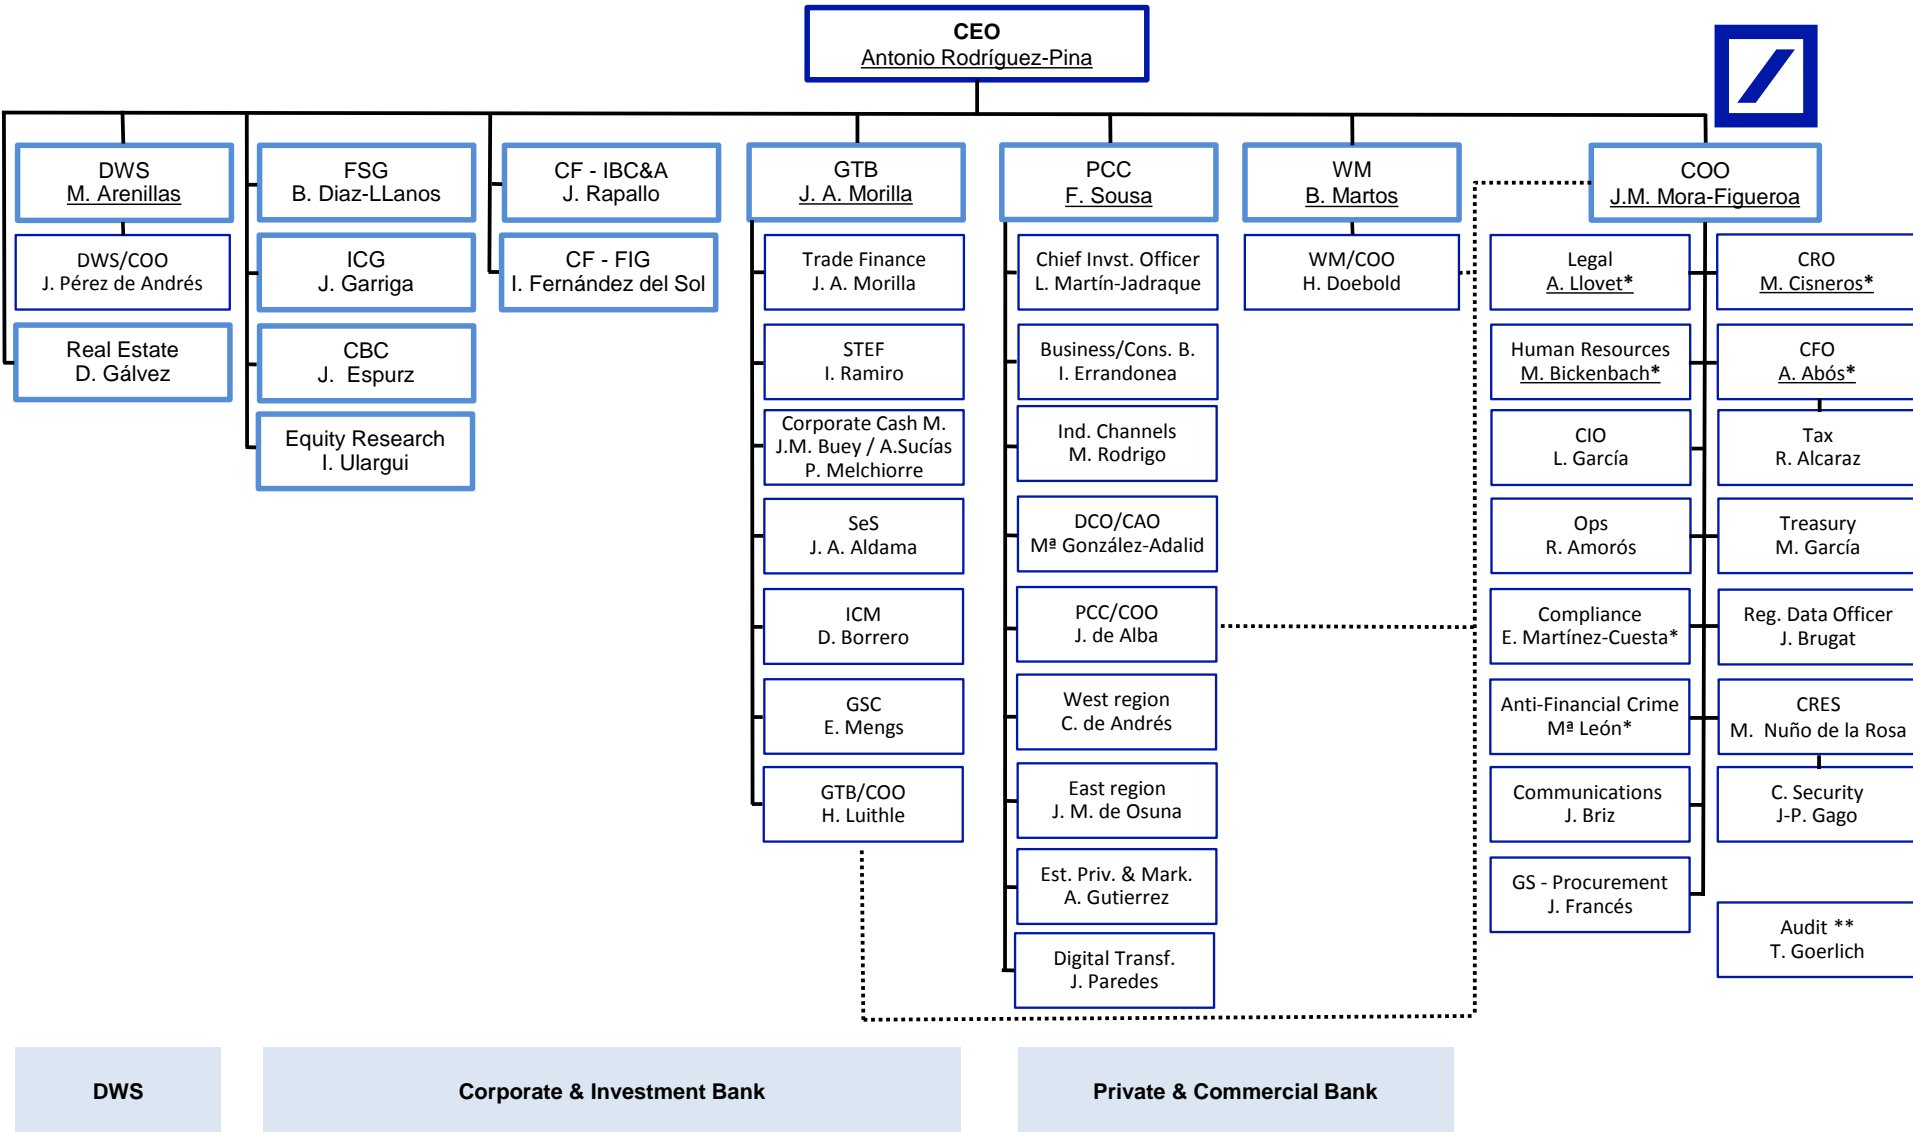 CEO
Antonio Rodríguez-Pina
DWS
M. Arenillas
DWS/COO
J. Pérez de Andrés
Real Estate
D. Gálvez
FSG
B. Diaz-LLanos
ICG
J. Garriga
CBC
J. Espurz
Equity Research
I. Ulargui
CF - IBC&A
J. Rapallo
CF - FIG
I. Fernández del Sol
GTB
J. A. Morilla
Trade Finance
J. A. Morilla
STEF
I. Ramiro
Corporate Cash M.
J.M. Buey / A.Sucías
P. Melchiorre
SeS
J. A. Aldama
ICM
D. Borrero
GSC
E. Mengs
GTB/COO
H. Luithle
PCC
F. Sousa
Chief Invst. Officer
L. Martín-Jadraque
Business/Cons. B.
I. Errandonea
Ind. Channels
M. Rodrigo
DCO/CAO
Mª González-Adalid
PCC/COO
J. de Alba
West region
C. de Andrés
East region
J. M. de Osuna
Est. Priv. & Mark.
A. Gutierrez
Digital Transf.
J. Paredes
WM
B. Martos
WM/COO
H. Doebold
COO
J.M. Mora-Figueroa
Legal
A. Llovet*
Human Resources
M. Bickenbach*
CIO
L. García
Ops
R. Amorós
Compliance
E. Martínez-Cuesta*
Anti-Financial Crime
Mª León*
Communications
J. Briz
GS - Procurement
J. Francés
CRO
M. Cisneros*
CFO
A. Abós*
Tax
R. Alcaraz
Treasury
M. García
Reg. Data Officer
J. Brugat
CRES
M. Nuño de la Rosa
C. Security
J-P. Gago
Audit **
T. Goerlich
DWS
Corporate & Investment Bank
Private & Commercial Bank